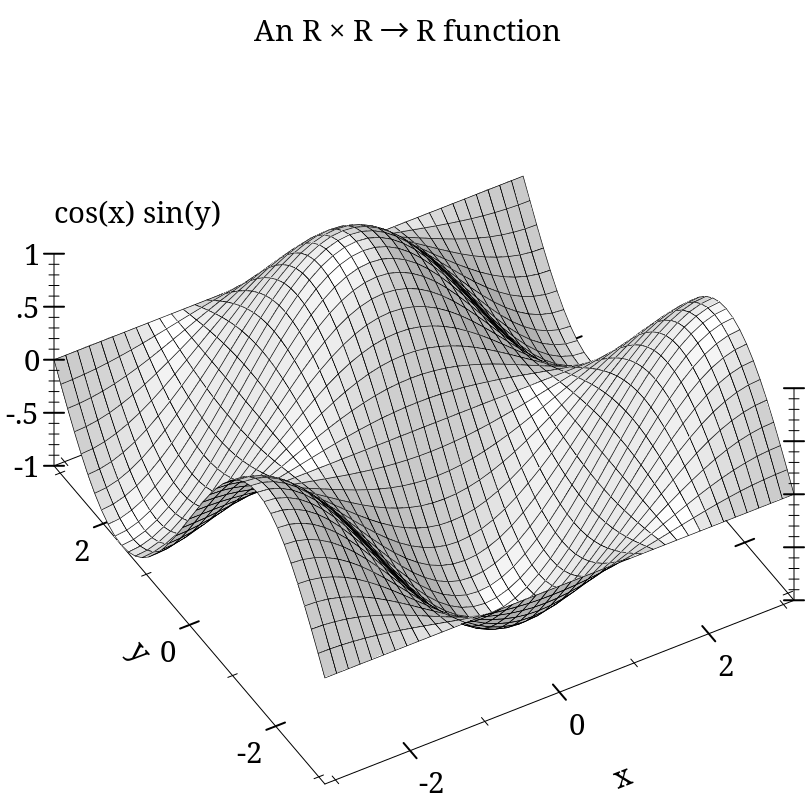 An R × R → R function
cos(x) sin(y)
1
.5
0
-.5
-1
2
0
-2
y
-2
0
2
x